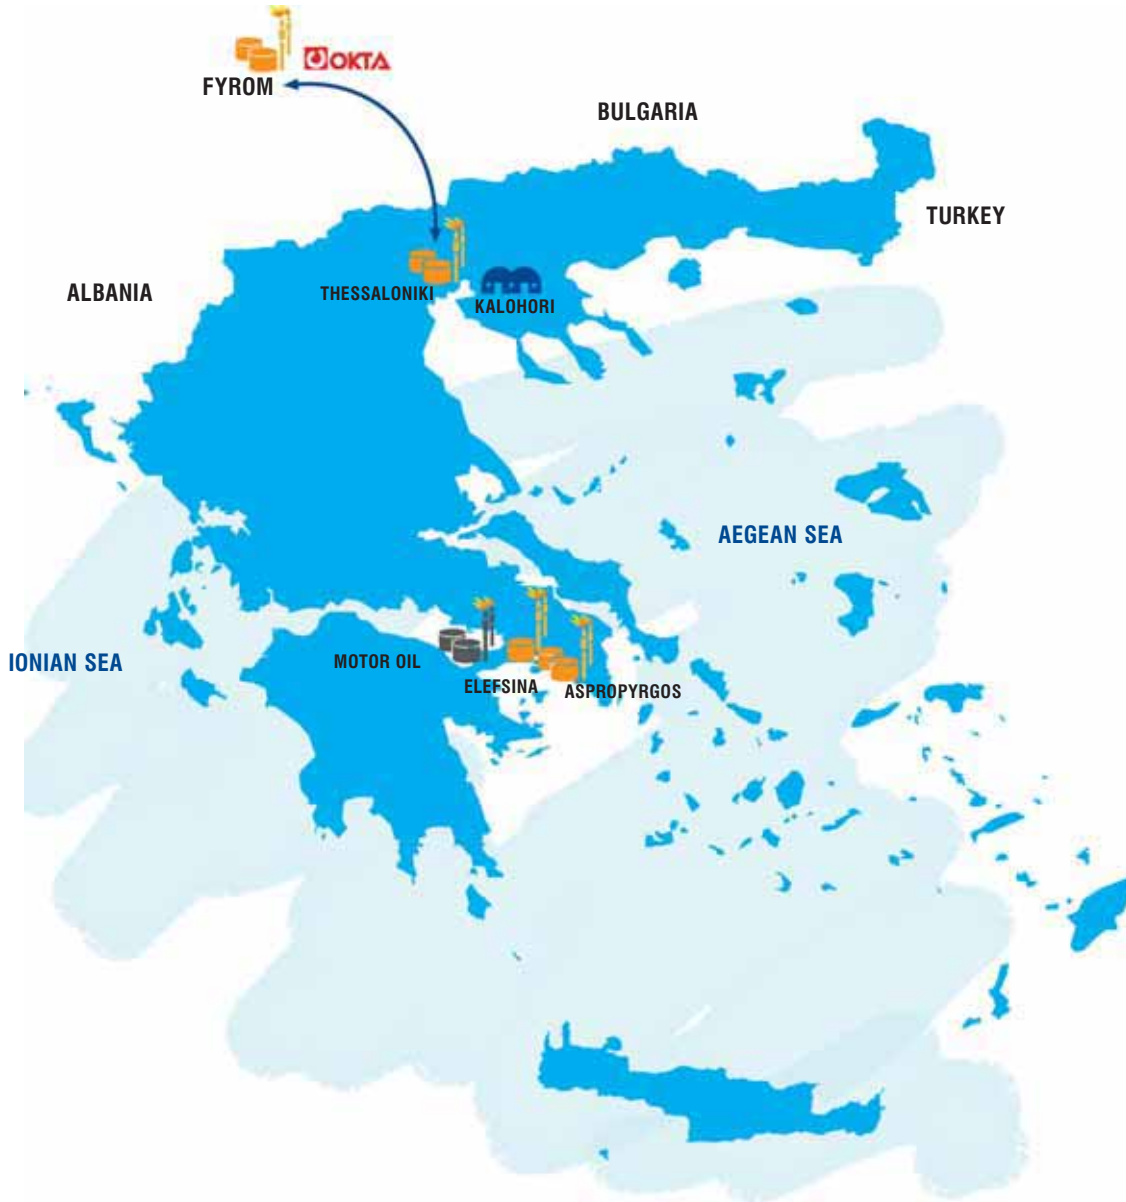 OKTA
FYROM
BULGARIA
TURKEY
ALBANIA
THESSALONIKI
KALOHORI
AEGEAN SEA
IONIAN SEA
MOTOR OIL
ELEFSINA
ASPROPYRGOS